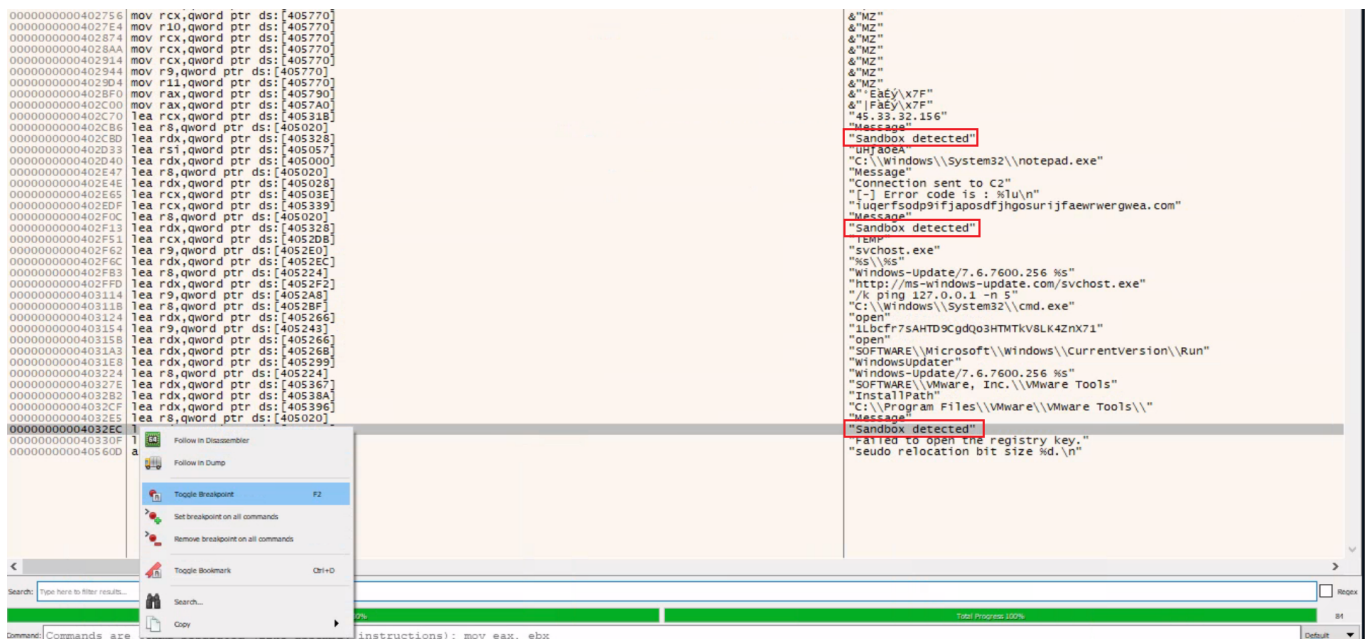 0000000000402756 mov rcx,qword ptr ds:[405770] &"MZ"
00000000004027E4 mov r10,qword ptr ds:[405770] &"MZ"
0000000000402874 mov rcx,qword ptr ds:[405770] &"MZ"
00000000004028AA mov rcx,qword ptr ds:[405770] &"MZ"
0000000000402914 mov rcx,qword ptr ds:[405770] &"MZ"
0000000000402944 mov r9,qword ptr ds:[405770] &"MZ"
00000000004029D4 mov r11,qword ptr ds:[405770] &"MZ"
0000000000402BF0 mov rax,qword ptr ds:[405790]
0000000000402C00 mov rax,qword ptr ds:[4057A0]
0000000000402C70 lea rcx,qword ptr ds:[40531B] "45.33.32.156"
0000000000402CB6 lea r8,qword ptr ds:[405020] "Message"
0000000000402CBD lea rdx,qword ptr ds:[405328] "Sandbox detected"
0000000000402D33 lea rsi,qword ptr ds:[405057] "uHfaoeA"
0000000000402D40 lea rdx,qword ptr ds:[405000] "C:\\Windows\\System32\\notepad.exe"
0000000000402E47 lea r8,qword ptr ds:[405020] "Message"
0000000000402E4E lea rdx,qword ptr ds:[405028] "Connection sent to C2"
0000000000402E65 lea rcx,qword ptr ds:[40503E] "[-] Error code is : %lu\n"
0000000000402EDF lea rcx,qword ptr ds:[405339] "iuqerfsodp9ifjaposdfjhgosurijfaewrwergwea.com"
0000000000402F0C lea r8,qword ptr ds:[405020] "Message"
0000000000402F13 lea rdx,qword ptr ds:[405328] "Sandbox detected"
0000000000402F51 lea rcx,qword ptr ds:[4052DB] "TEMP"
0000000000402F62 lea r9,qword ptr ds:[4052E0] "svchost.exe"
0000000000402F6C lea rdx,qword ptr ds:[4052EC] "%s\\%s"
0000000000402FB3 lea r8,qword ptr ds:[405224] "Windows-Update/7.6.7600.256 %s"
0000000000402FFD lea rdx,qword ptr ds:[4052F2] "http://ms-windows-update.com/svchost.exe"
0000000000403114 lea r9,qword ptr ds:[4052A8] "/k ping 127.0.0.1 -n 5"
000000000040311B lea r8,qword ptr ds:[4052BF] "C:\\Windows\\System32\\cmd.exe"
0000000000403124 lea rdx,qword ptr ds:[405266] "open"
0000000000403154 lea r9,qword ptr ds:[405243] "1Lbcfr7sAHTD9CgdQo3HTMTkV8LK4ZnX71"
000000000040315B lea rdx,qword ptr ds:[405266] "open"
00000000004031A3 lea rdx,qword ptr ds:[40526B] "SOFTWARE\\Microsoft\\Windows\\CurrentVersion\\Run"
00000000004031E8 lea rdx,qword ptr ds:[405299] "WindowsUpdater"
0000000000403224 lea r8,qword ptr ds:[405224] "Windows-Update/7.6.7600.256 %s"
000000000040327E lea rdx,qword ptr ds:[405367] "SOFTWARE\\VMware, Inc.\\VMware Tools"
00000000004032B2 lea rdx,qword ptr ds:[40538A] "InstallPath"
00000000004032CF lea rdx,qword ptr ds:[405396] "C:\\Program Files\\VMware\\VMware Tools\\"
00000000004032E5 lea r8,qword ptr ds:[405020] "Message"
00000000004032EC l "Sandbox detected"
000000000040330F l "Failed to open the registry key."
000000000040560D a "seudo relocation bit size %d.\n"
64 Follow in Disassembler
Follow in Dump
Toggle Breakpoint F2
Set breakpoint on all commands
Remove breakpoint on all commands
Toggle Bookmark Ctrl+D
Search...
Copy
Search: Type here to filter results... Regex
Total Progress 100% 84
Command: Commands are instructions): mov eax, ebx Default